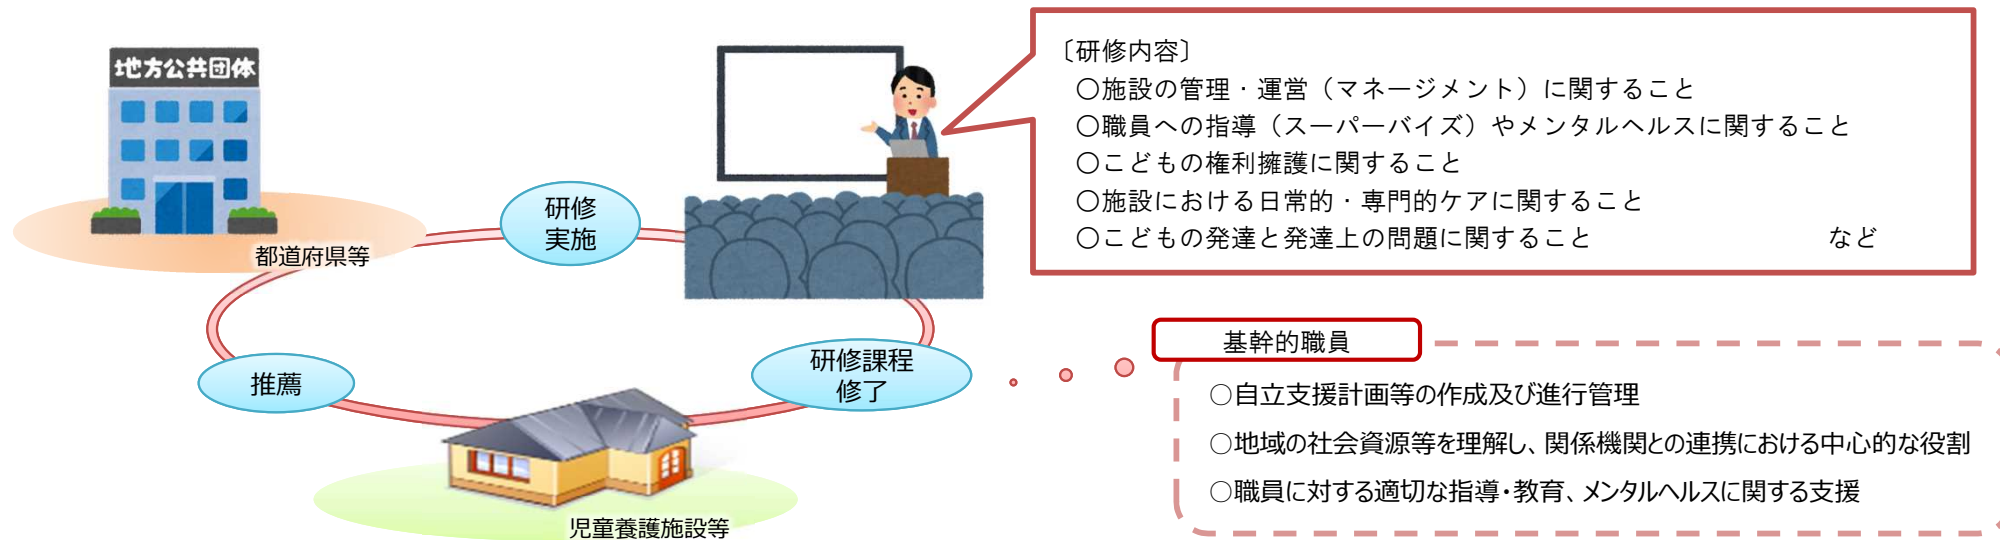 地方公共団体
都道府県等
研修
実施
〔研修内容〕
〇施設の管理・運営（マネージメント）に関すること
〇職員への指導（スーパーバイズ）やメンタルヘルスに関すること
〇こどもの権利擁護に関すること
〇施設における日常的・専門的ケアに関すること
〇こどもの発達と発達上の問題に関すること　など
推薦
研修課程
修了
児童養護施設等
基幹的職員
○自立支援計画等の作成及び進行管理
○地域の社会資源等を理解し、関係機関との連携における中心的な役割
○職員に対する適切な指導・教育、メンタルヘルスに関する支援